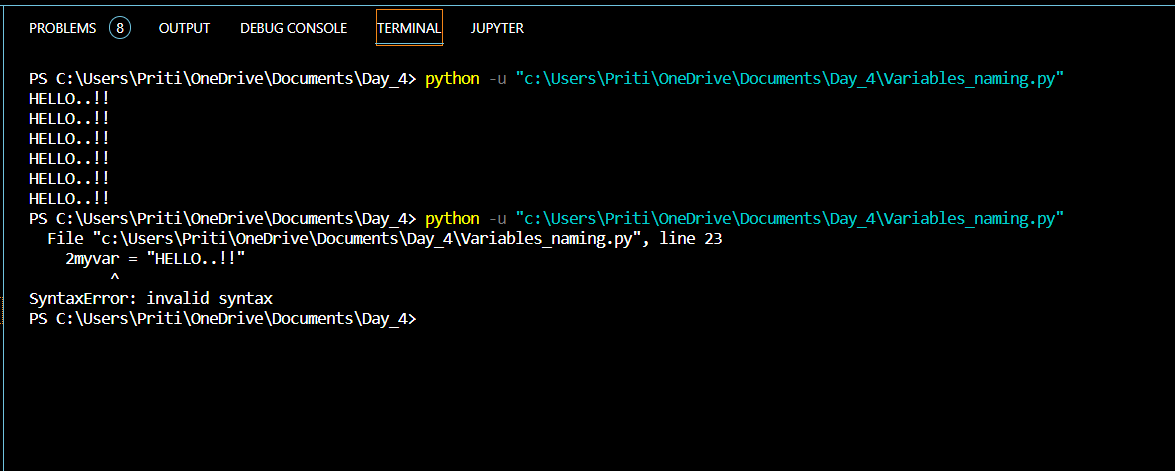 PROBLEMS 8 OUTPUT DEBUG CONSOLE TERMINAL JUPYTER
PS C:\Users\Priti\OneDrive\Documents\Day_4> python -u "c:\Users\Priti\OneDrive\Documents\Day_4\Variables_naming.py"
HELLO..!!
HELLO..!!
HELLO..!!
HELLO..!!
HELLO..!!
HELLO..!!
PS C:\Users\Priti\OneDrive\Documents\Day_4> python -u "c:\Users\Priti\OneDrive\Documents\Day_4\Variables_naming.py"
  File "c:\Users\Priti\OneDrive\Documents\Day_4\Variables_naming.py", line 23
    2myvar = "HELLO..!!"
         ^
SyntaxError: invalid syntax
PS C:\Users\Priti\OneDrive\Documents\Day_4>